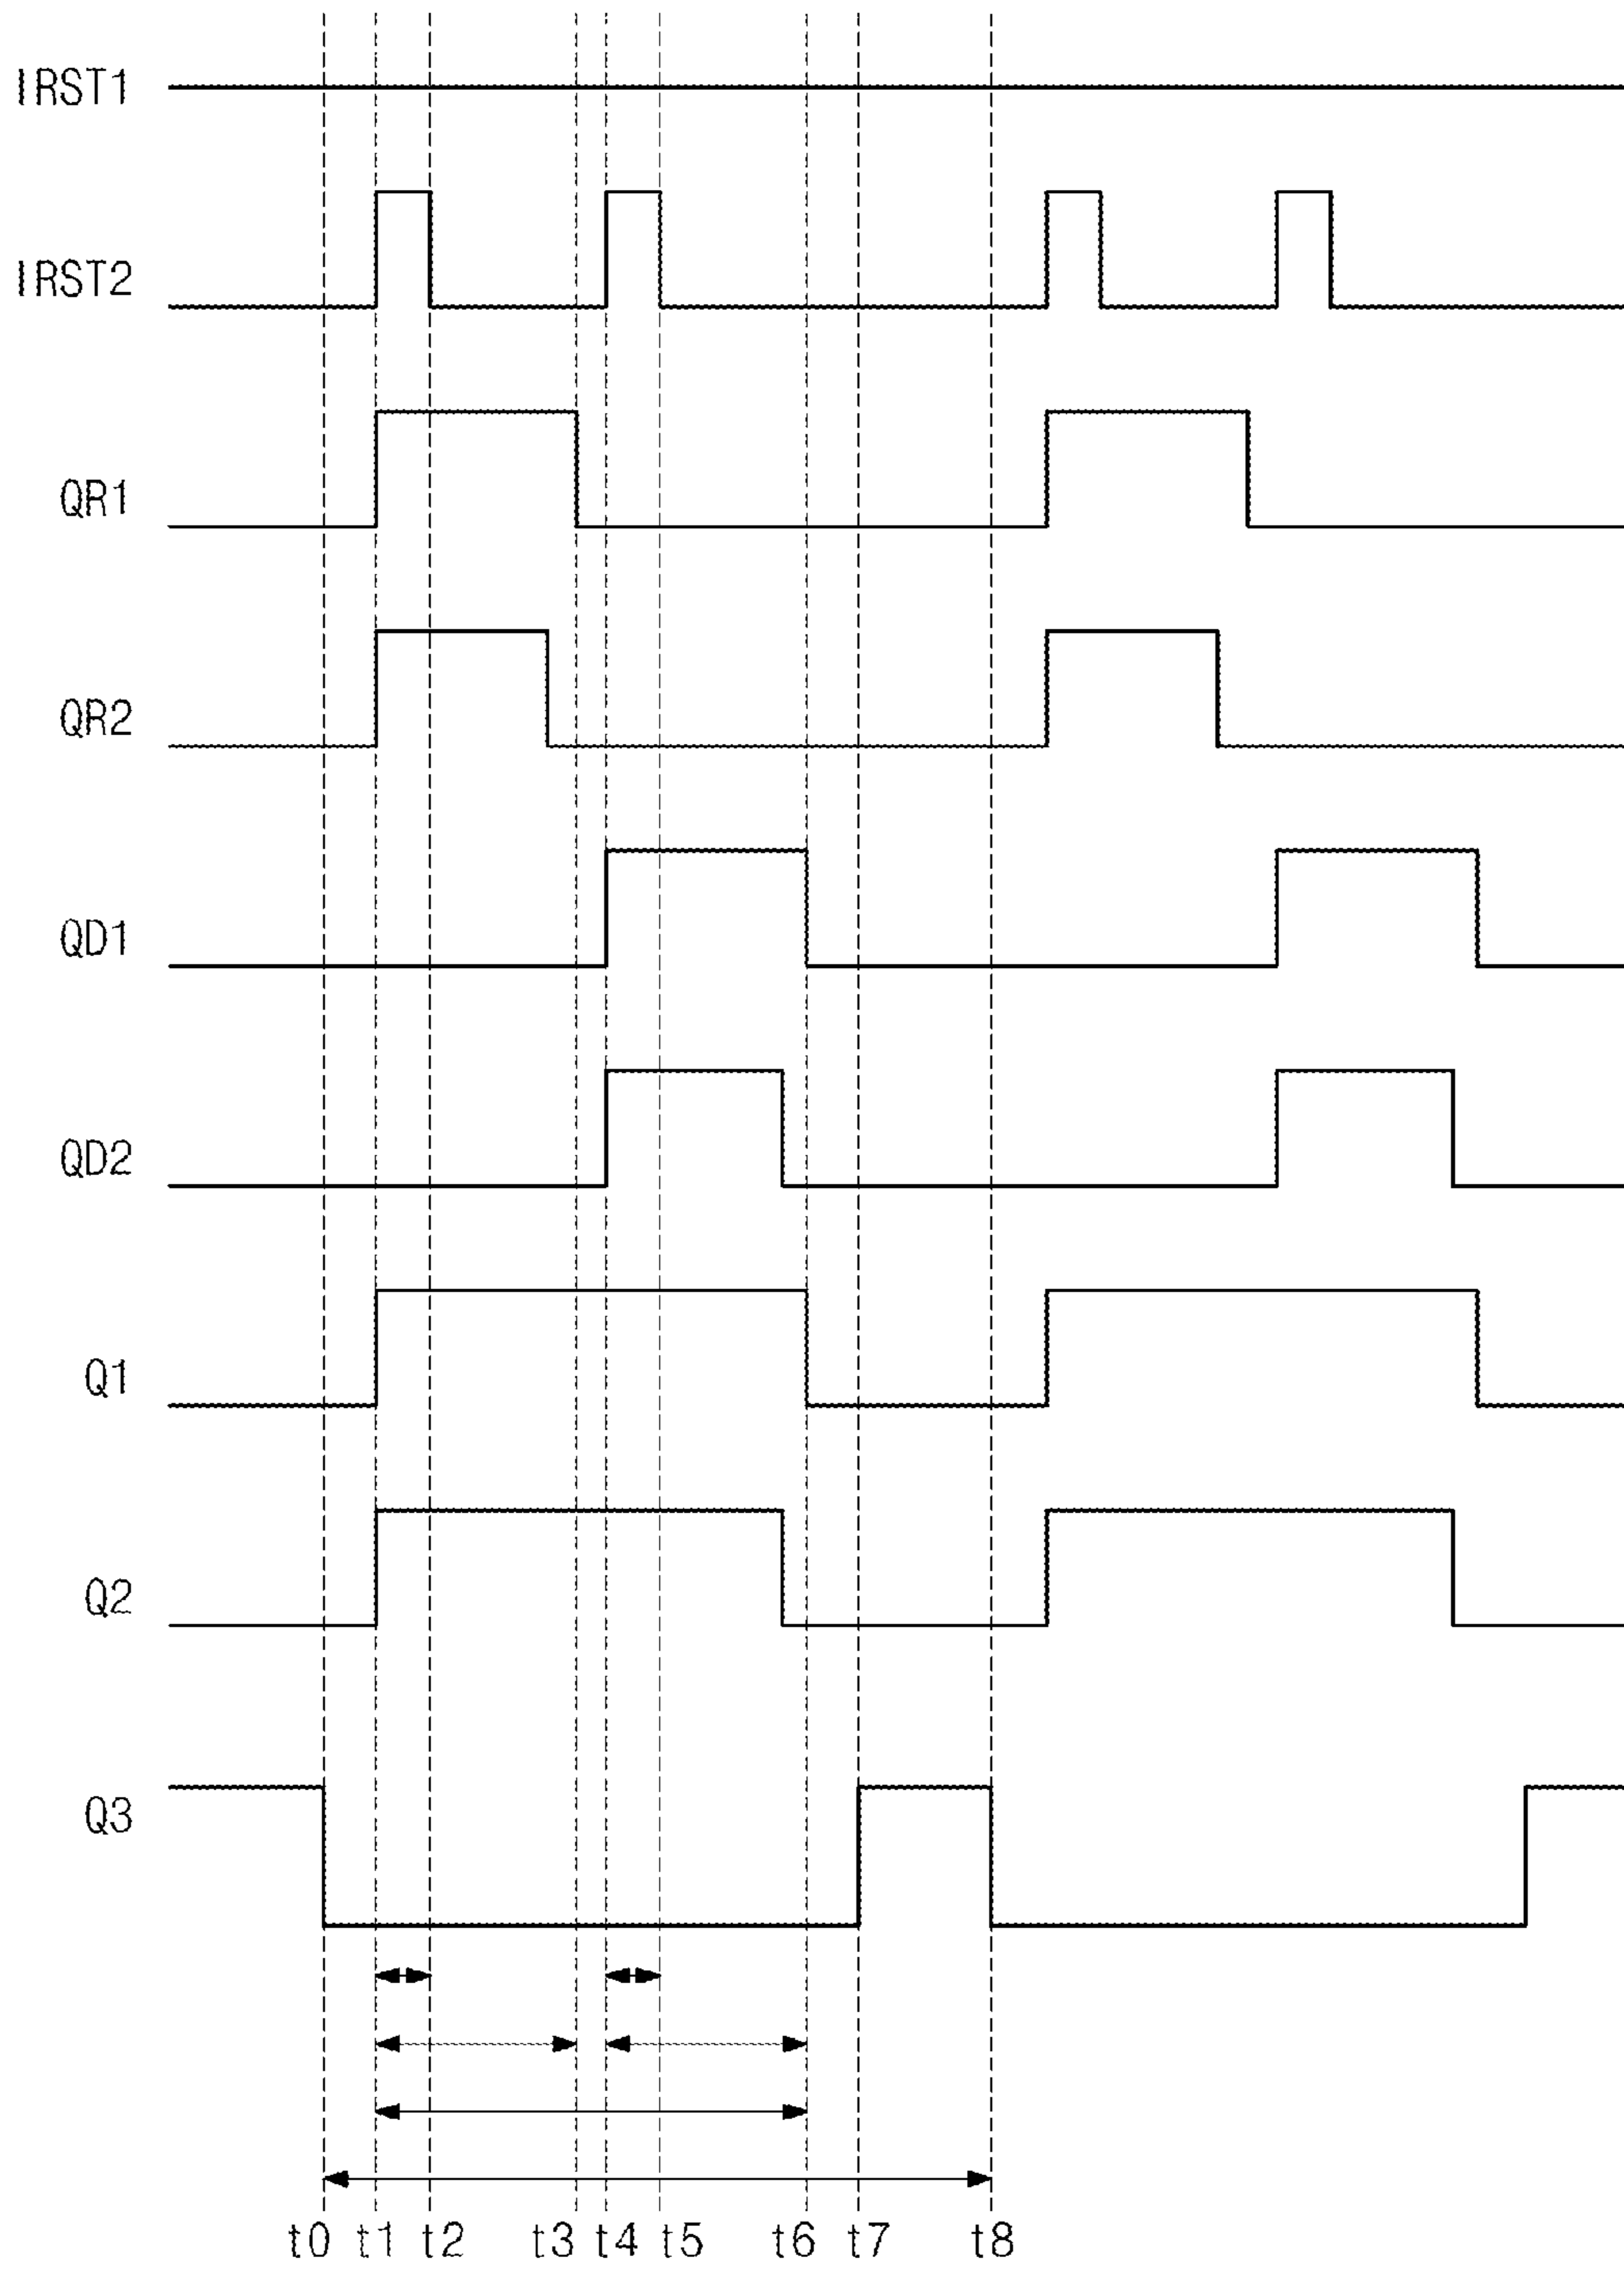 IRST1
IRST2
QR1
QR2
QD1
QD2
Q1
Q2
Q3
t0 t1 t2 t3 t4 t5 t6 t7 t8